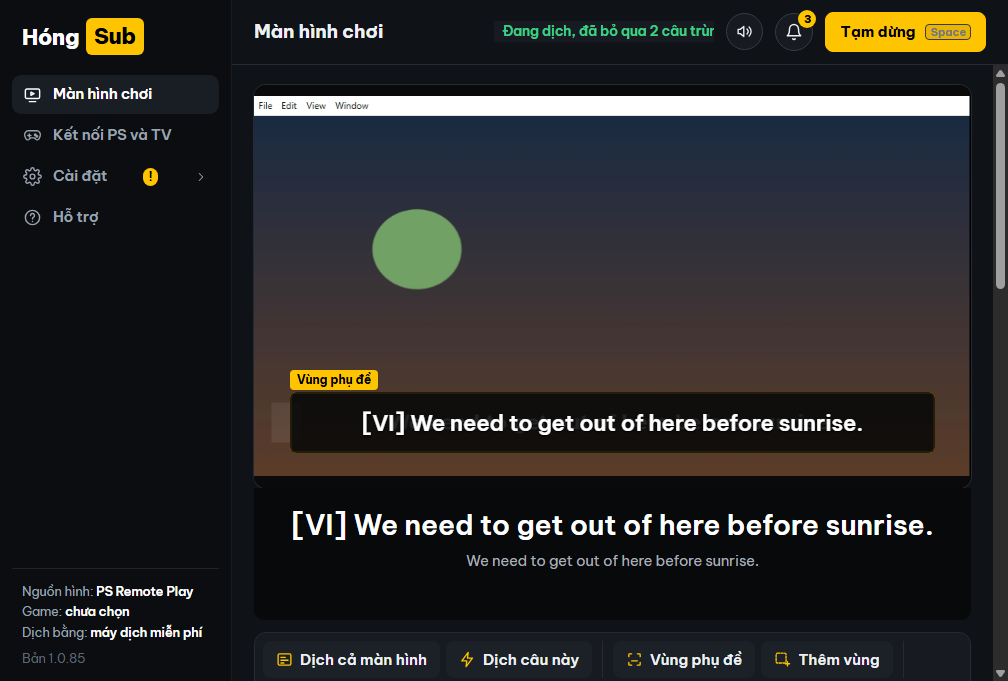 Hóng Sub
Màn hình chơi
Kết nối PS và TV
Cài đặt !
Hỗ trợ
Nguồn hình: PS Remote Play
Game: chưa chọn
Dịch bằng: máy dịch miễn phí
Bản 1.0.85
Màn hình chơi
Đang dịch, đã bỏ qua 2 câu trùn
3
Tạm dừng Space
File Edit View Window
Vùng phụ đề
[VI] We need to get out of here before sunrise.
[VI] We need to get out of here before sunrise.
We need to get out of here before sunrise.
Dịch cả màn hình
Dịch câu này
Vùng phụ đề
Thêm vùng